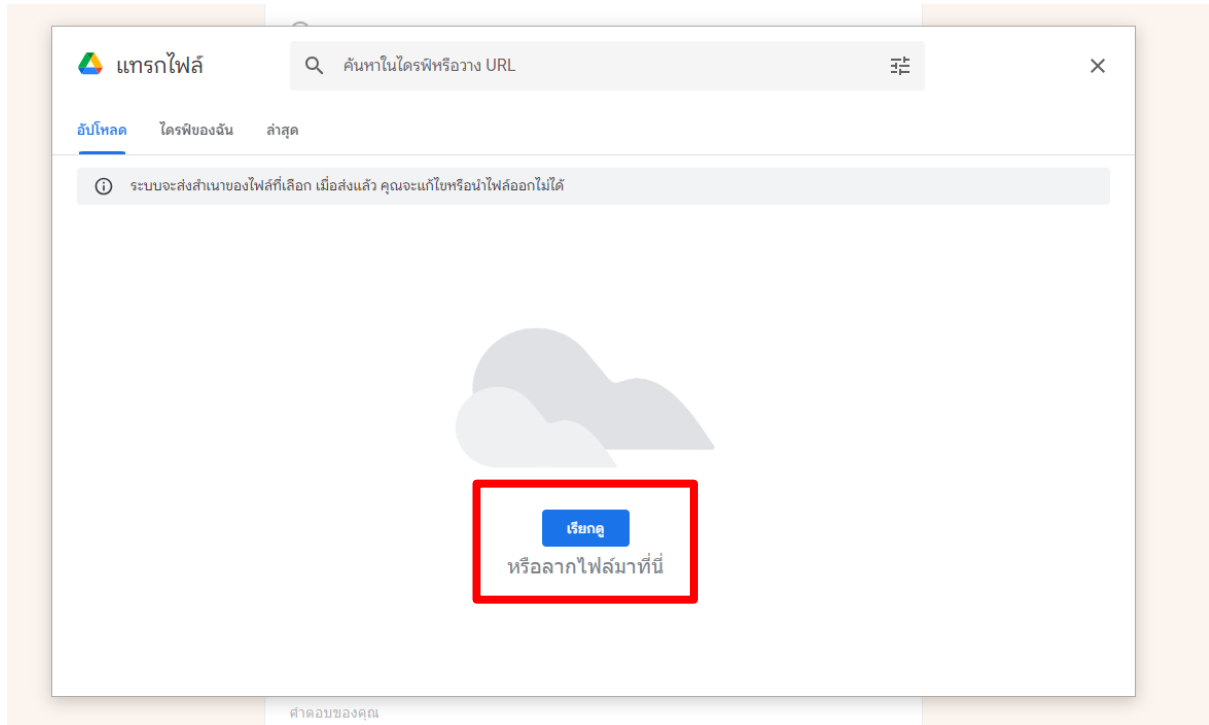 แทรกไฟล์
ค้นหาในไดรฟ์หรือวาง URL
อัปโหลด ไดรฟ์ของฉัน ล่าสุด
ระบบจะส่งสำเนาของไฟล์ที่เลือก เมื่อส่งแล้ว คุณจะแก้ไขหรือนำไฟล์ออกไม่ได้
เรียกดู
หรือลากไฟล์มาที่นี่
คำตอบของคุณ